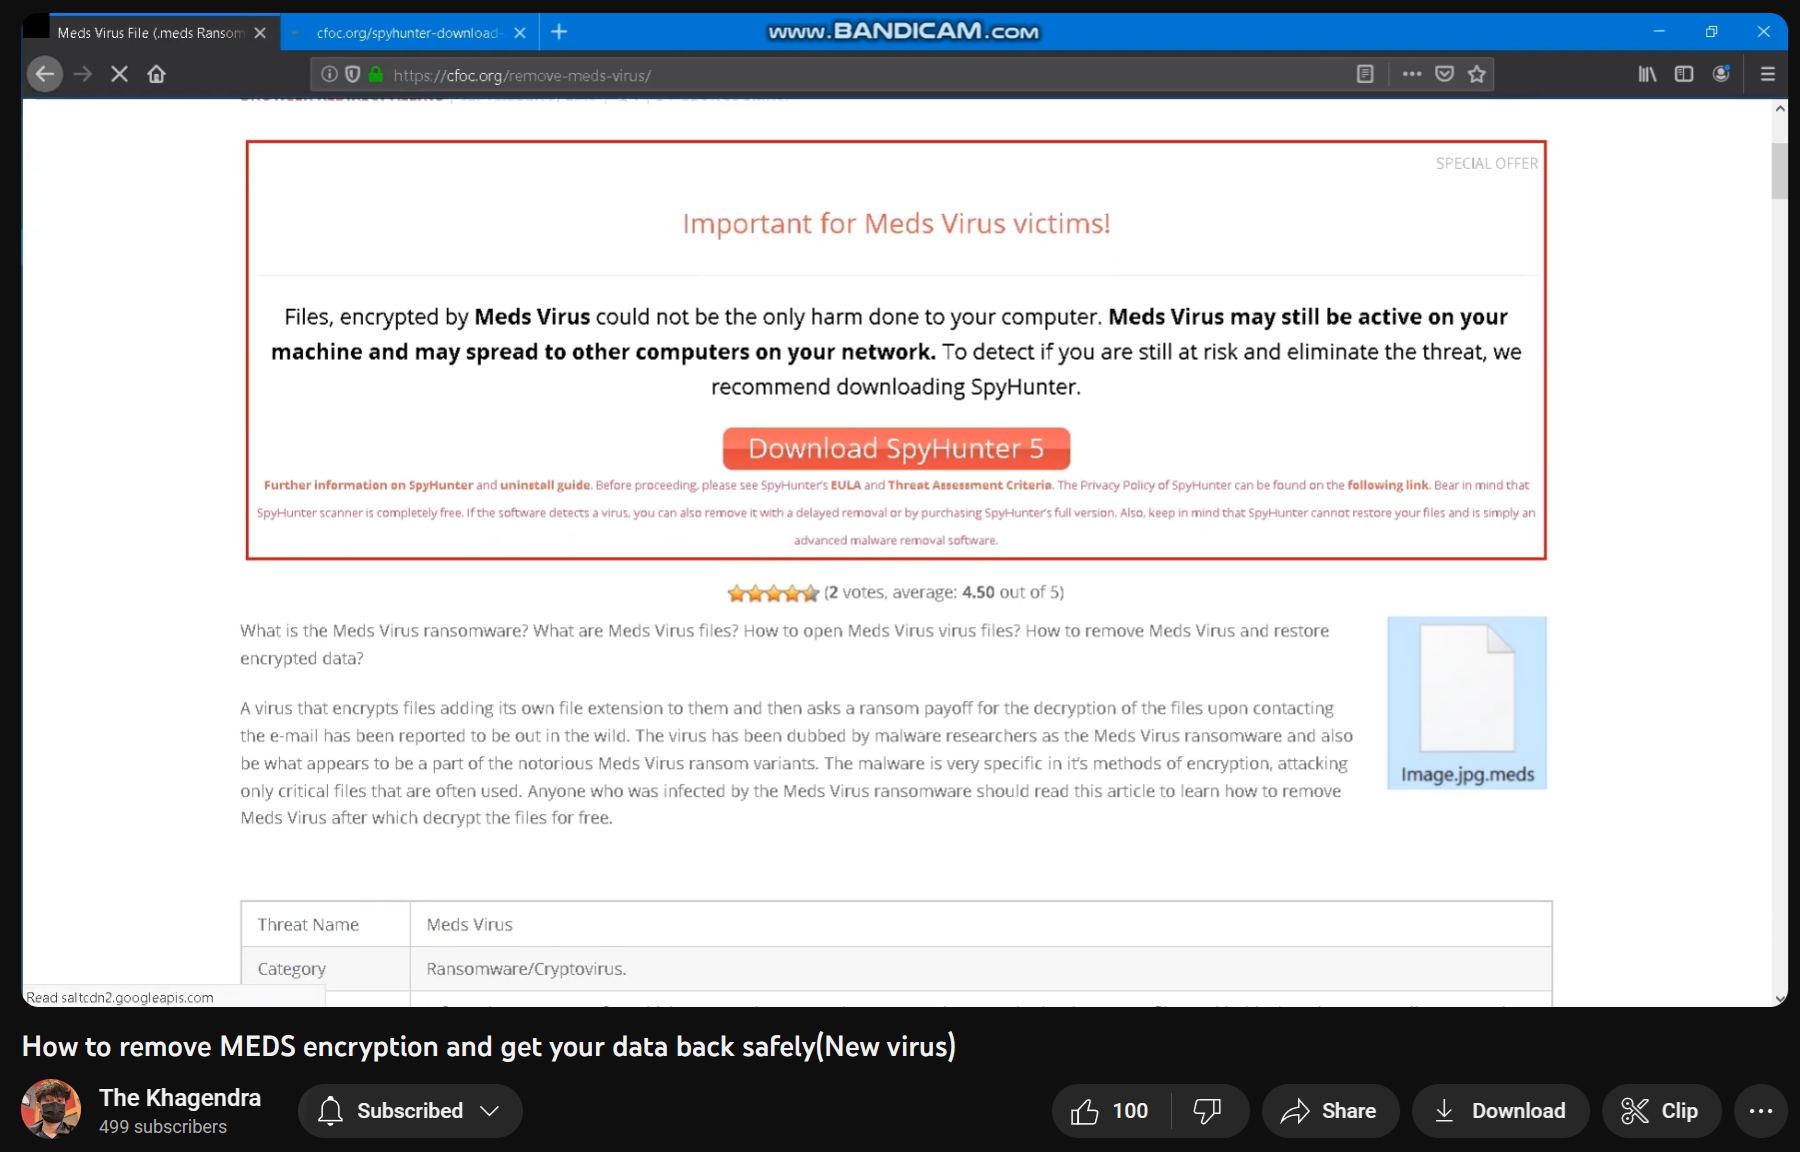 Meds Virus File (.meds Ransom
cfoc.org/spyhunter-download-
www.BANDICAM.com
https://cfoc.org/remove-meds-virus/
SPECIAL OFFER
Important for Meds Virus victims!
Files, encrypted by Meds Virus could not be the only harm done to your computer. Meds Virus may still be active on your
machine and may spread to other computers on your network. To detect if you are still at risk and eliminate the threat, we
recommend downloading SpyHunter.
Download SpyHunter 5
Further information on SpyHunter and uninstall guide. Before proceeding, please see SpyHunter's EULA and Threat Assessment Criteria. The Privacy Policy of SpyHunter can be found on the following link. Bear in mind that
SpyHunter scanner is completely free. If the software detects a virus, you can also remove it with a delayed removal or by purchasing SpyHunter's full version. Also, keep in mind that SpyHunter cannot restore your files and is simply an
advanced malware removal software.
(2 votes, average: 4.50 out of 5)
What is the Meds Virus ransomware? What are Meds Virus files? How to open Meds Virus virus files? How to remove Meds Virus and restore
encrypted data?
A virus that encrypts files adding its own file extension to them and then asks a ransom payoff for the decryption of the files upon contacting
the e-mail has been reported to be out in the wild. The virus has been dubbed by malware researchers as the Meds Virus ransomware and also
be what appears to be a part of the notorious Meds Virus ransom variants. The malware is very specific in it's methods of encryption, attacking
only critical files that are often used. Anyone who was infected by the Meds Virus ransomware should read this article to learn how to remove
Meds Virus after which decrypt the files for free.
Image.jpg.meds
Threat Name
Meds Virus
Category
Ransomware/Cryptovirus.
Read saltcdn2.googleapis.com
How to remove MEDS encryption and get your data back safely(New virus)
The Khagendra
499 subscribers
Subscribed
100
Share
Download
Clip